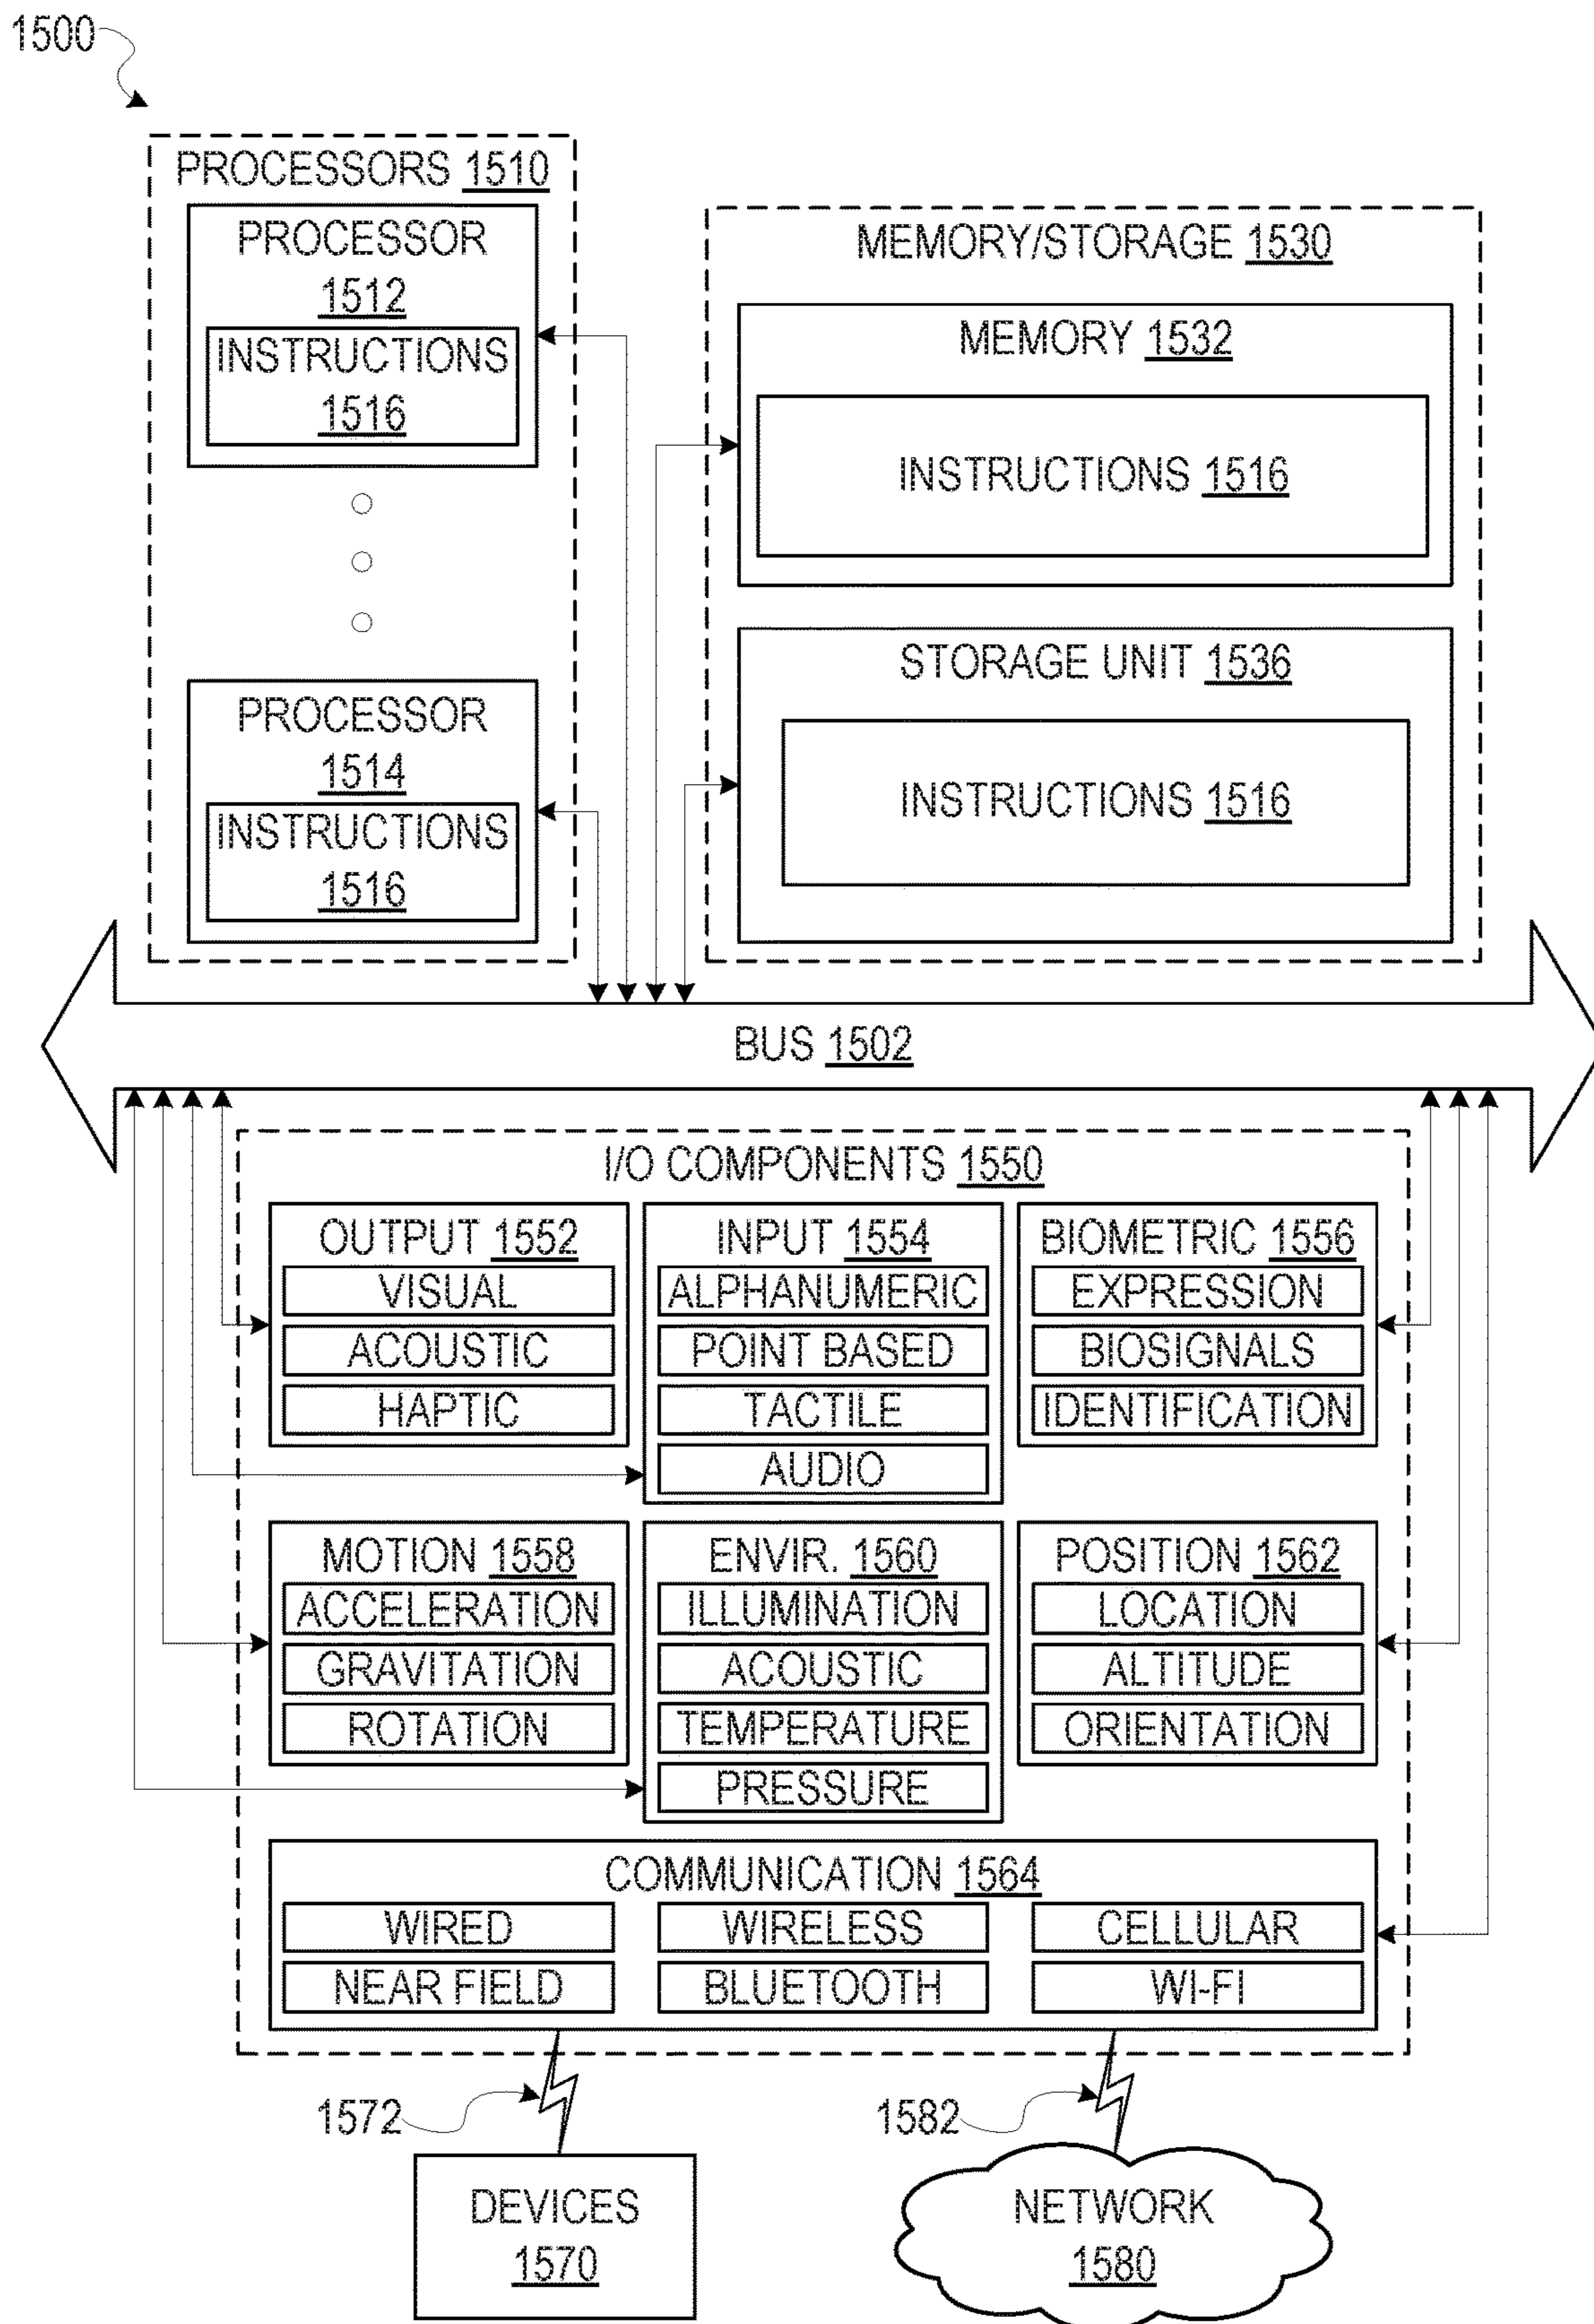 1500
PROCESSORS 1510
PROCESSOR
1512
INSTRUCTIONS
1516
PROCESSOR
1514
INSTRUCTIONS
1516
MEMORY/STORAGE 1530
MEMORY 1532
INSTRUCTIONS 1516
STORAGE UNIT 1536
INSTRUCTIONS 1516
BUS 1502
I/O COMPONENTS 1550
OUTPUT 1552
VISUAL
ACOUSTIC
HAPTIC
INPUT 1554
ALPHANUMERIC
POINT BASED
TACTILE
AUDIO
BIOMETRIC 1556
EXPRESSION
BIOSIGNALS
IDENTIFICATION
MOTION 1558
ACCELERATION
GRAVITATION
ROTATION
ENVIR. 1560
ILLUMINATION
ACOUSTIC
TEMPERATURE
PRESSURE
POSITION 1562
LOCATION
ALTITUDE
ORIENTATION
COMMUNICATION 1564
WIRED
WIRELESS
CELLULAR
NEAR FIELD
BLUETOOTH
WI-FI
1572
1582
DEVICES
1570
NETWORK
1580